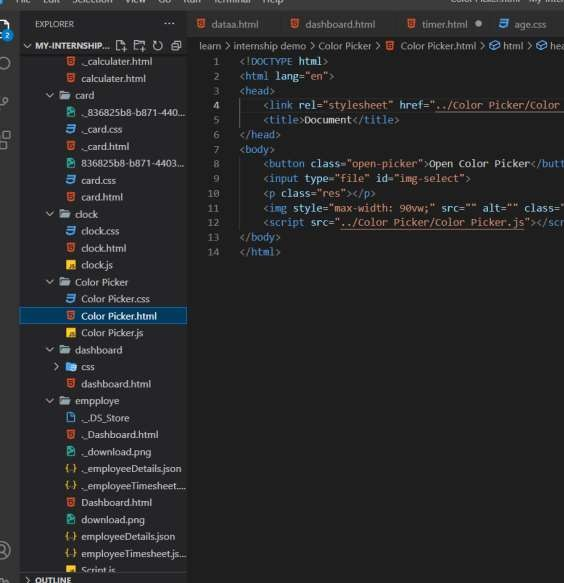 File Edit Selection View Go Run Terminal Help Color Picker.html
EXPLORER
MY-INTERNSHIP...
._calculater.html
calculater.html
card
._836825b8-b871-440...
._card.css
._card.html
836825b8-b871-4403...
card.css
card.html
clock
clock.css
clock.html
clock.js
Color Picker
Color Picker.css
Color Picker.html
Color Picker.js
dashboard
css
dashboard.html
empploye
._.DS_Store
._Dashboard.html
._download.png
._employeeDetails.json
._employeeTimesheet....
Dashboard.html
download.png
employeeDetails.json
employeeTimesheet.js...
Script.js
OUTLINE
2
dataa.html dashboard.html timer.html age.css
learn > internship demo > Color Picker > Color Picker.html > html > hea
1 <!DOCTYPE html>
2 <html lang="en">
3 <head>
4 <link rel="stylesheet" href="../Color Picker/Color
5 <title>Document</title>
6 </head>
7 <body>
8 <button class="open-picker">Open Color Picker</butt
9 <input type="file" id="img-select">
10 <p class="res"></p>
11 <img style="max-width: 90vw;" src="" alt="" class="
12 <script src="../Color Picker/Color Picker.js"></scr
13 </body>
14 </html>